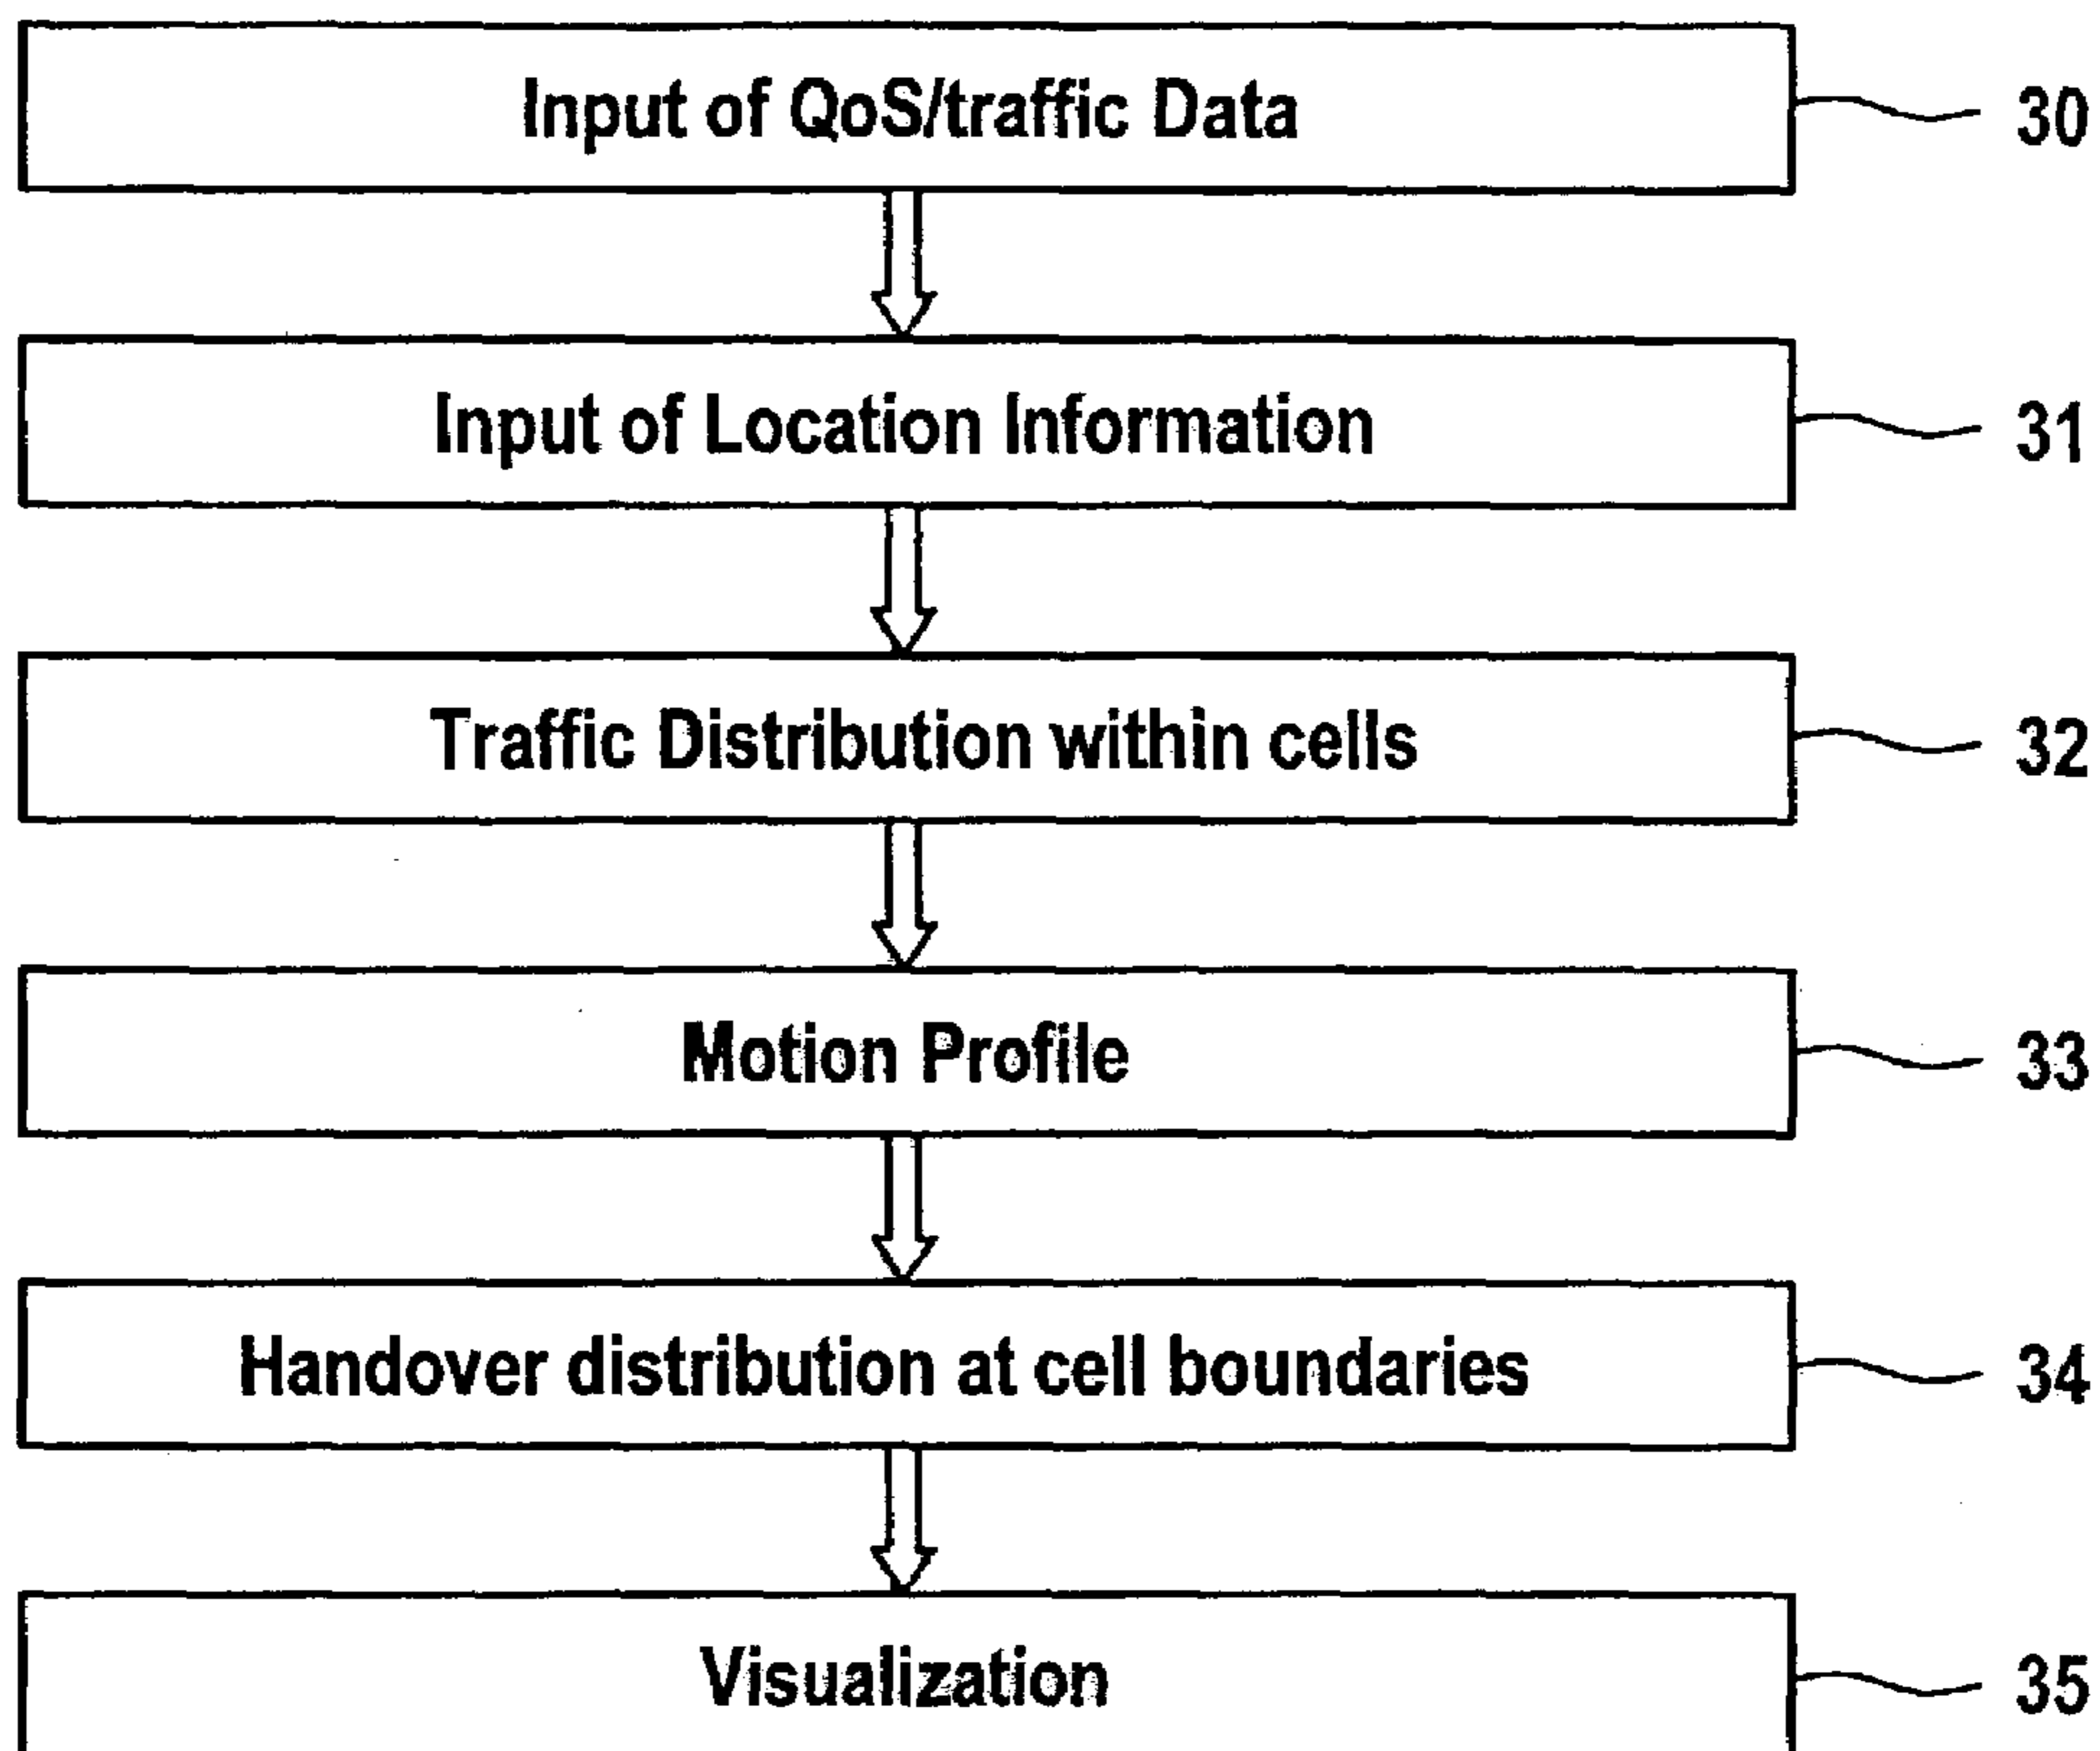 Input of QoS/traffic Data
30
Input of Location Information
31
Traffic Distribution within cells
32
Motion Profile
33
Handover distribution at cell boundaries
34
Visualization
35